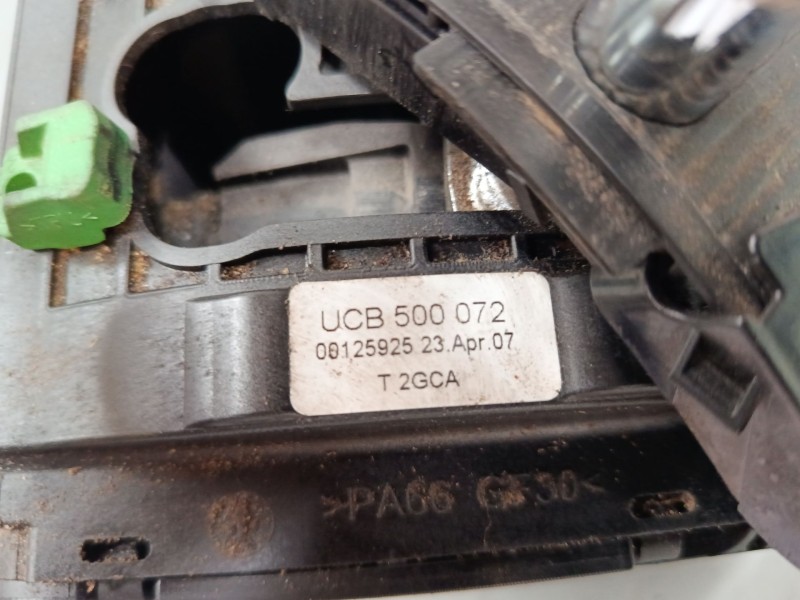 UCB 500 072
00125925 23.Apr.07
T 2GCA
>PA66 GF30<